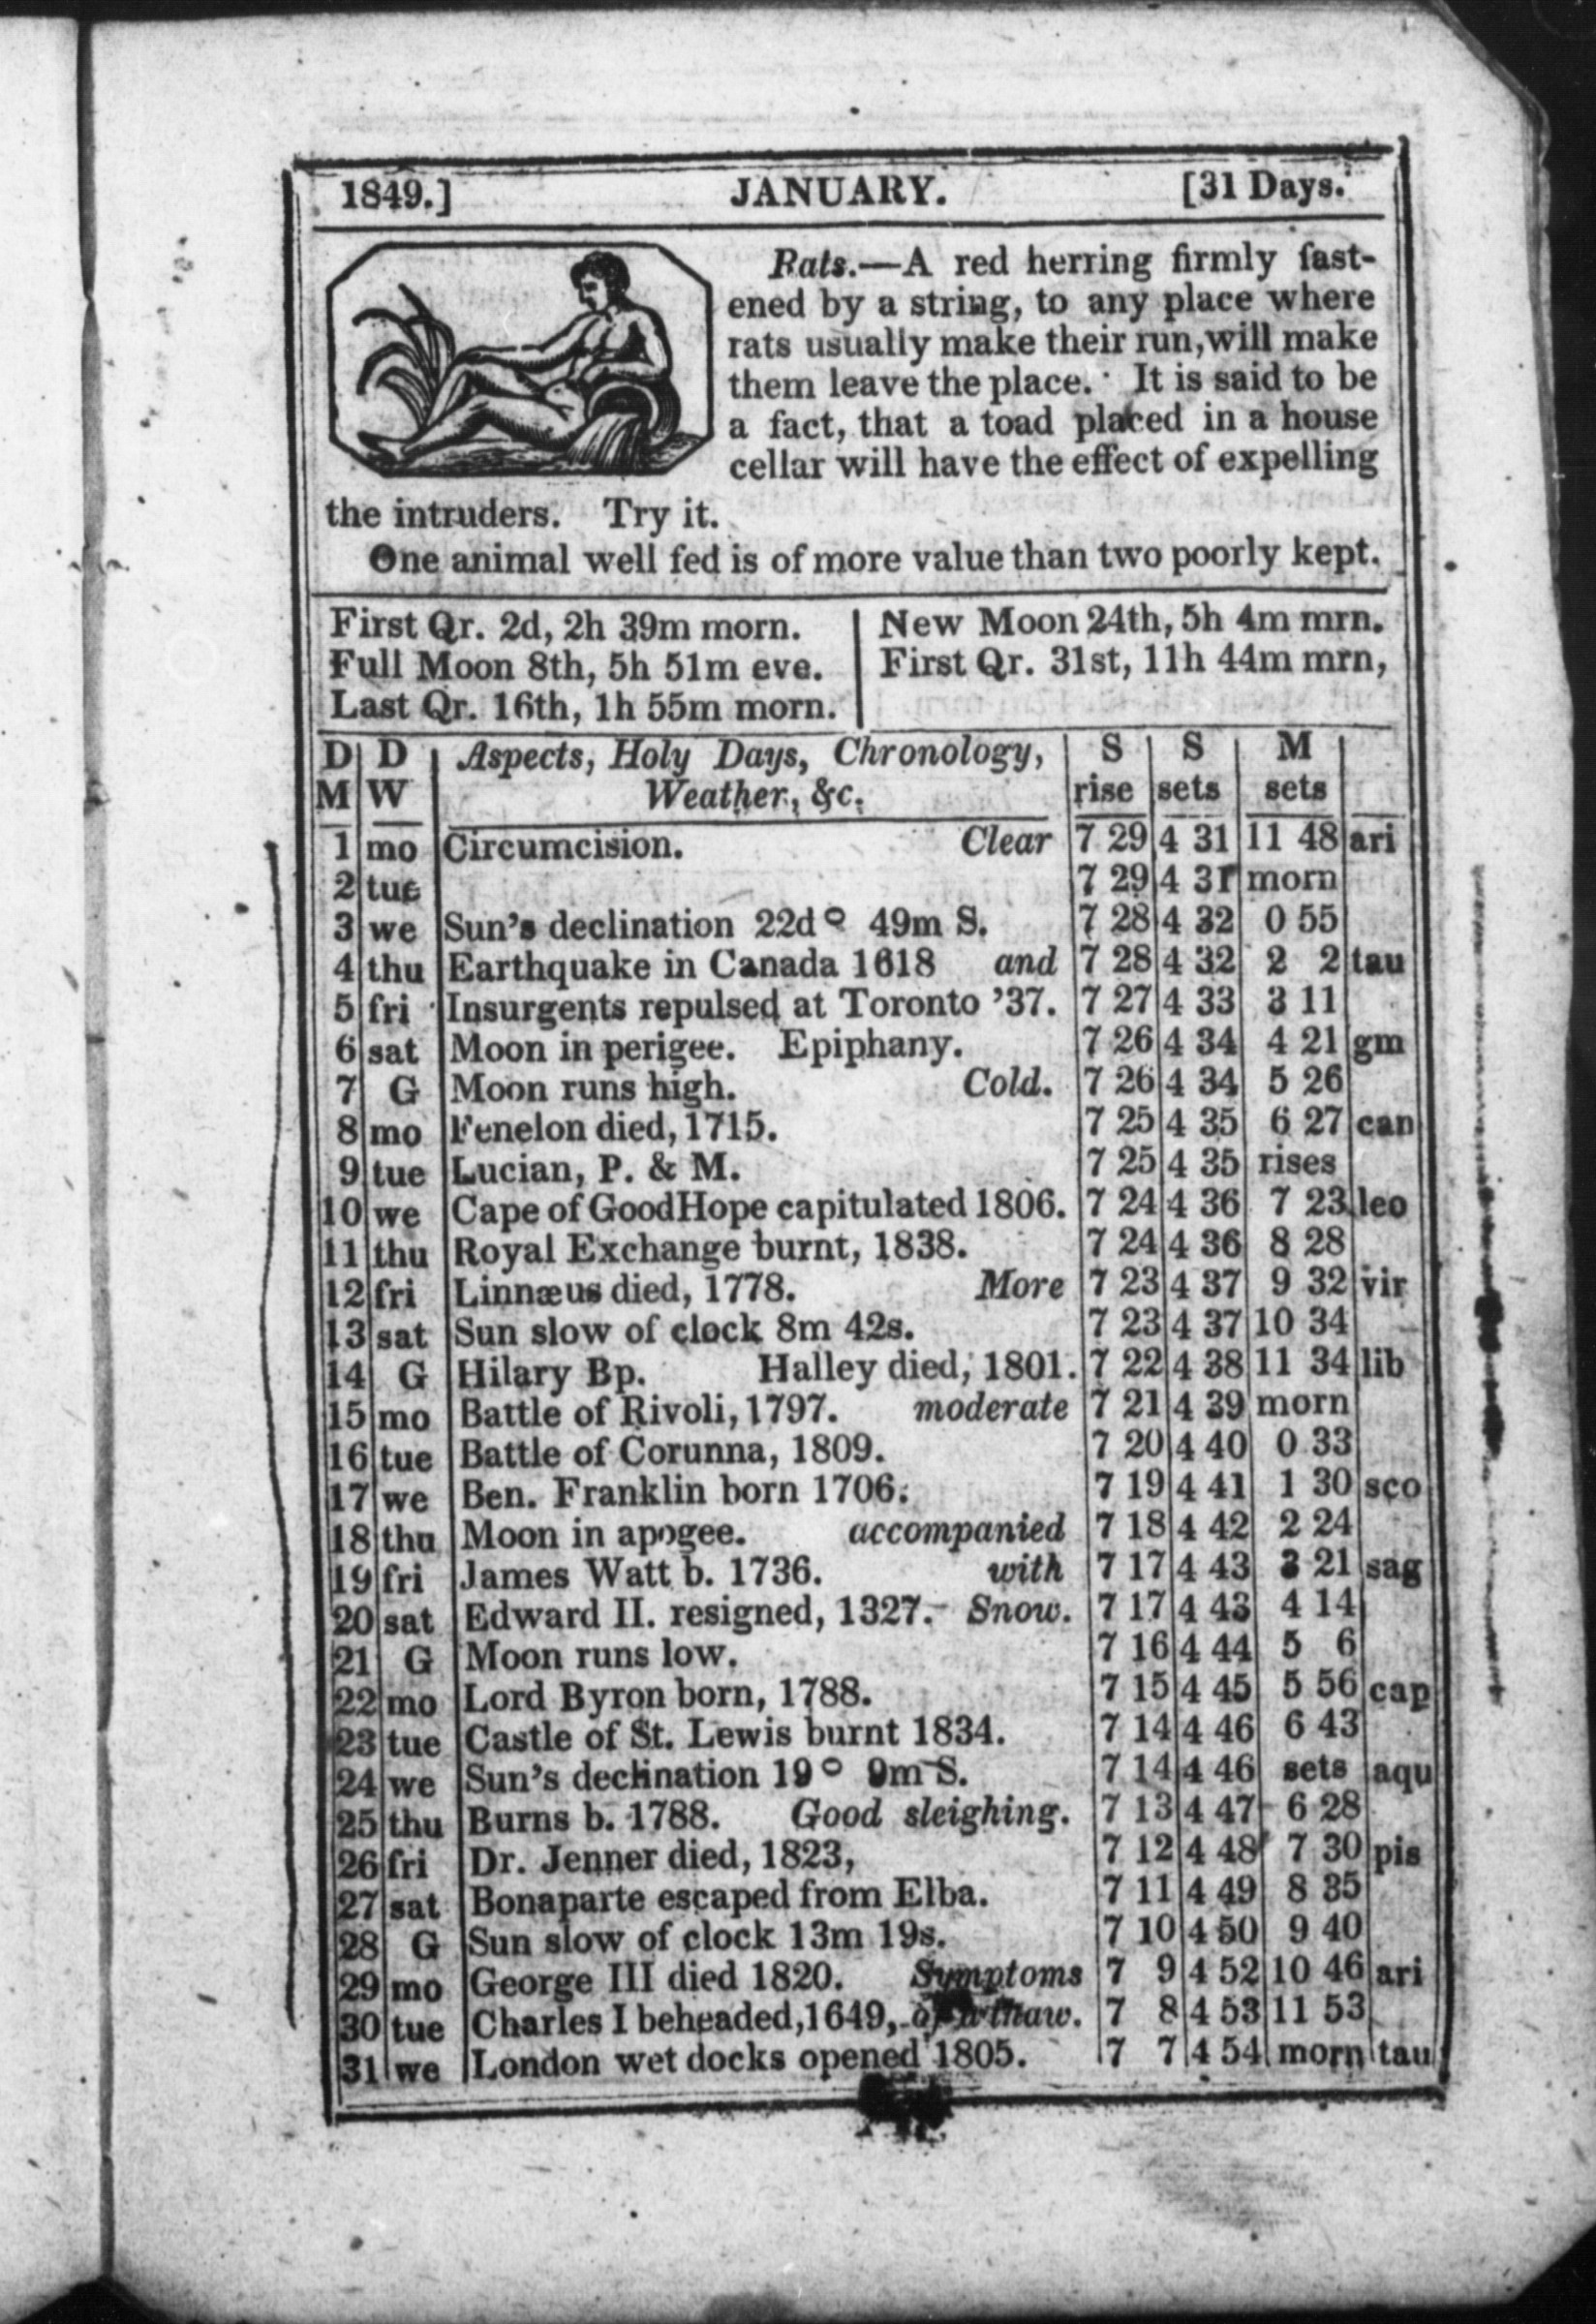 1849.] JANUARY. [31 Days.
Rats.—A red herring firmly fast-
ened by a string, to any place where
rats usually make their run, will make
them leave the place. It is said to be
a fact, that a toad placed in a house
cellar will have the effect of expelling
the intruders. Try it.
One animal well fed is of more value than two poorly kept.
First Qr. 2d, 2h 39m morn.
Full Moon 8th, 5h 51m eve.
Last Qr. 16th, 1h 55m morn.
New Moon 24th, 5h 4m mrn.
First Qr. 31st, 11h 44m mrn,
D D Aspects, Holy Days, Chronology, S S M
M W Weather, &c. rise sets sets
1 mo Circumcision. Clear 7 29 4 31 11 48 ari
2 tue 7 29 4 31 morn
3 we Sun's declination 22d º 49m S. 7 28 4 32 0 55
4 thu Earthquake in Canada 1618 and 7 28 4 32 2 2 tau
5 fri Insurgents repulsed at Toronto '37. 7 27 4 33 3 11
6 sat Moon in perigee. Epiphany. 7 26 4 34 4 21 gm
7 G Moon runs high. Cold. 7 26 4 34 5 26
8 mo Fenelon died, 1715. 7 25 4 35 6 27 can
9 tue Lucian, P. & M. 7 25 4 35 rises
10 we Cape of Good Hope capitulated 1806. 7 24 4 36 7 23 leo
11 thu Royal Exchange burnt, 1838. 7 24 4 36 8 28
12 fri Linnæus died, 1778. More 7 23 4 37 9 32 vir
13 sat Sun slow of clock 8m 42s. 7 23 4 37 10 34
14 G Hilary Bp. Halley died, 1801. 7 22 4 38 11 34 lib
15 mo Battle of Rivoli, 1797. moderate 7 21 4 39 morn
16 tue Battle of Corunna, 1809. 7 20 4 40 0 33
17 we Ben. Franklin born 1706. 7 19 4 41 1 30 sco
18 thu Moon in apogee. accompanied 7 18 4 42 2 24
19 fri James Watt b. 1736. with 7 17 4 43 3 21 sag
20 sat Edward II. resigned, 1327. Snow. 7 17 4 43 4 14
21 G Moon runs low. 7 16 4 44 5 6
22 mo Lord Byron born, 1788. 7 15 4 45 5 56 cap
23 tue Castle of St. Lewis burnt 1834. 7 14 4 46 6 43
24 we Sun's declination 19 º 9m S. 7 14 4 46 sets aqu
25 thu Burns b. 1788. Good sleighing. 7 13 4 47 6 28
26 fri Dr. Jenner died, 1823, 7 12 4 48 7 30 pis
27 sat Bonaparte escaped from Elba. 7 11 4 49 8 35
28 G Sun slow of clock 13m 19s. 7 10 4 50 9 40
29 mo George III died 1820. Symptoms 7 9 4 52 10 46 ari
30 tue Charles I beheaded, 1649, of 7 8 4 53 11 53
31 we London wet docks opened 1805. 7 7 4 54 morn tau